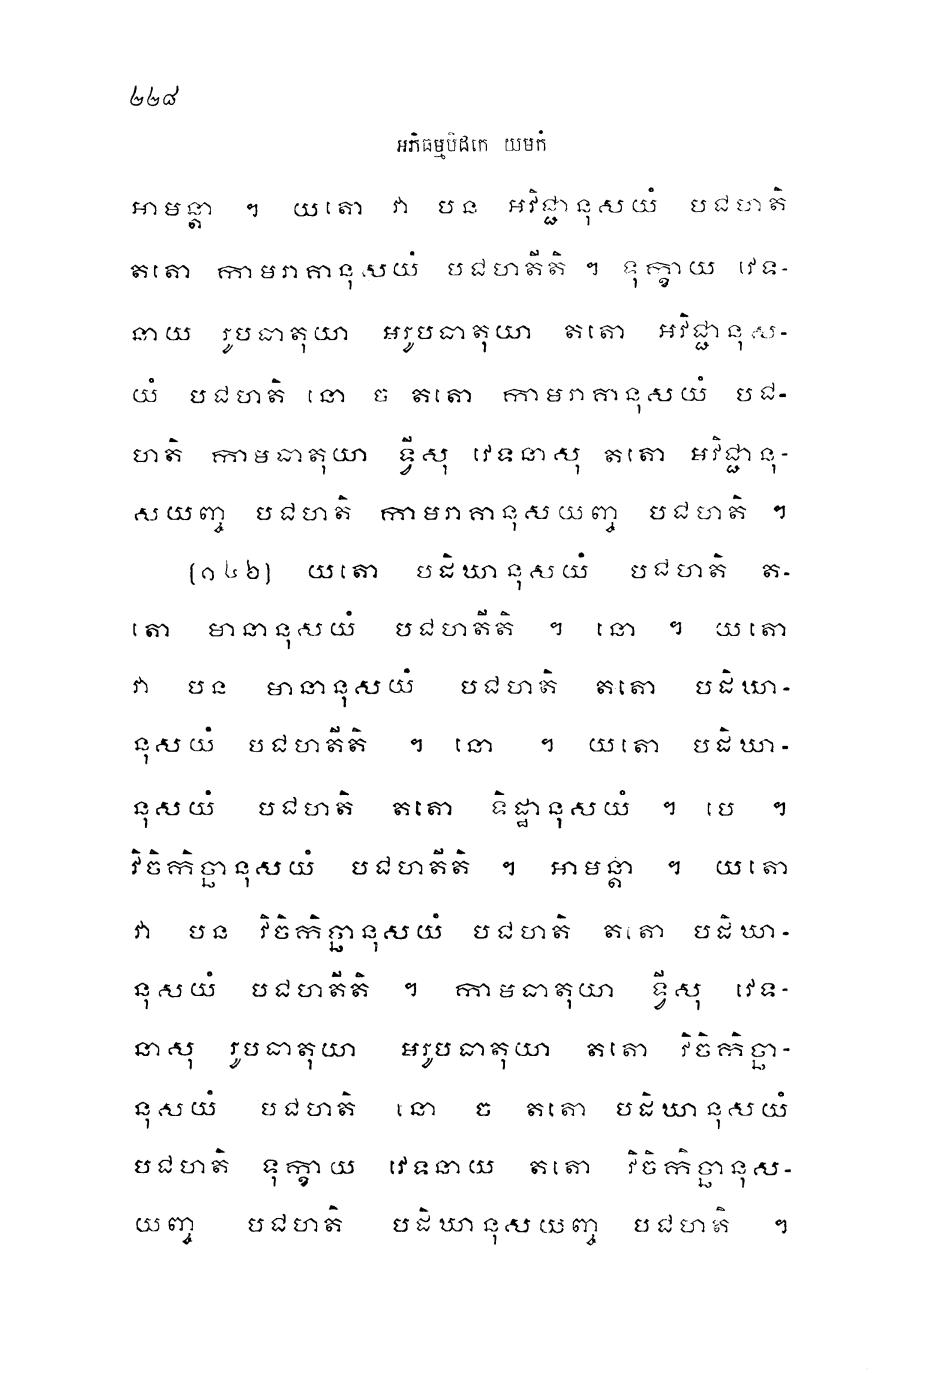 ២២៨
អភិធម្មបិដកេ យមកំ
អាមន្តា ។ យតោ វា បន អវិជ្ជានុសយំ បជហតិ
តតោ កាមរាគានុសយំ បជហតីតិ ។ ទុក្ខាយ វេទ-
នាយ រូបធាតុយា អរូបធាតុយា តតោ អវិជ្ជានុស-
យំ បជហតិ នោ ច តតោ កាមរាគានុសយំ បជ-
ហតិ កាមធាតុយា ទ្វីសុ វេទនាសុ តតោ អវិជ្ជានុ-
សយញ្ច បជហតិ កាមរាគានុសយញ្ច បជហតិ ។
(១៤២) យតោ បដិឃានុសយំ បជហតិ ត-
តោ មានានុសយំ បជហតីតិ ។ នោ ។ យតោ
វា បន មានានុសយំ បជហតិ តតោ បដិឃា-
នុសយំ បជហតីតិ ។ នោ ។ យតោ បដិឃា-
នុសយំ បជហតិ តតោ ទិដ្ឋានុសយំ ។ បេ ។
វិចិកិច្ឆានុសយំ បជហតីតិ ។ អាមន្តា ។ យតោ
វា បន វិចិកិច្ឆានុសយំ បជហតិ តតោ បដិឃា-
នុសយំ បជហតីតិ ។ កាមធាតុយា ទ្វីសុ វេទ-
នាសុ រូបធាតុយា អរូបធាតុយា តតោ វិចិកិច្ឆា-
នុសយំ បជហតិ នោ ច តតោ បដិឃានុសយំ
បជហតិ ទុក្ខាយ វេទនាយ តតោ វិចិកិច្ឆានុស-
យញ្ច បជហតិ បដិឃានុសយញ្ច បជហតិ ។